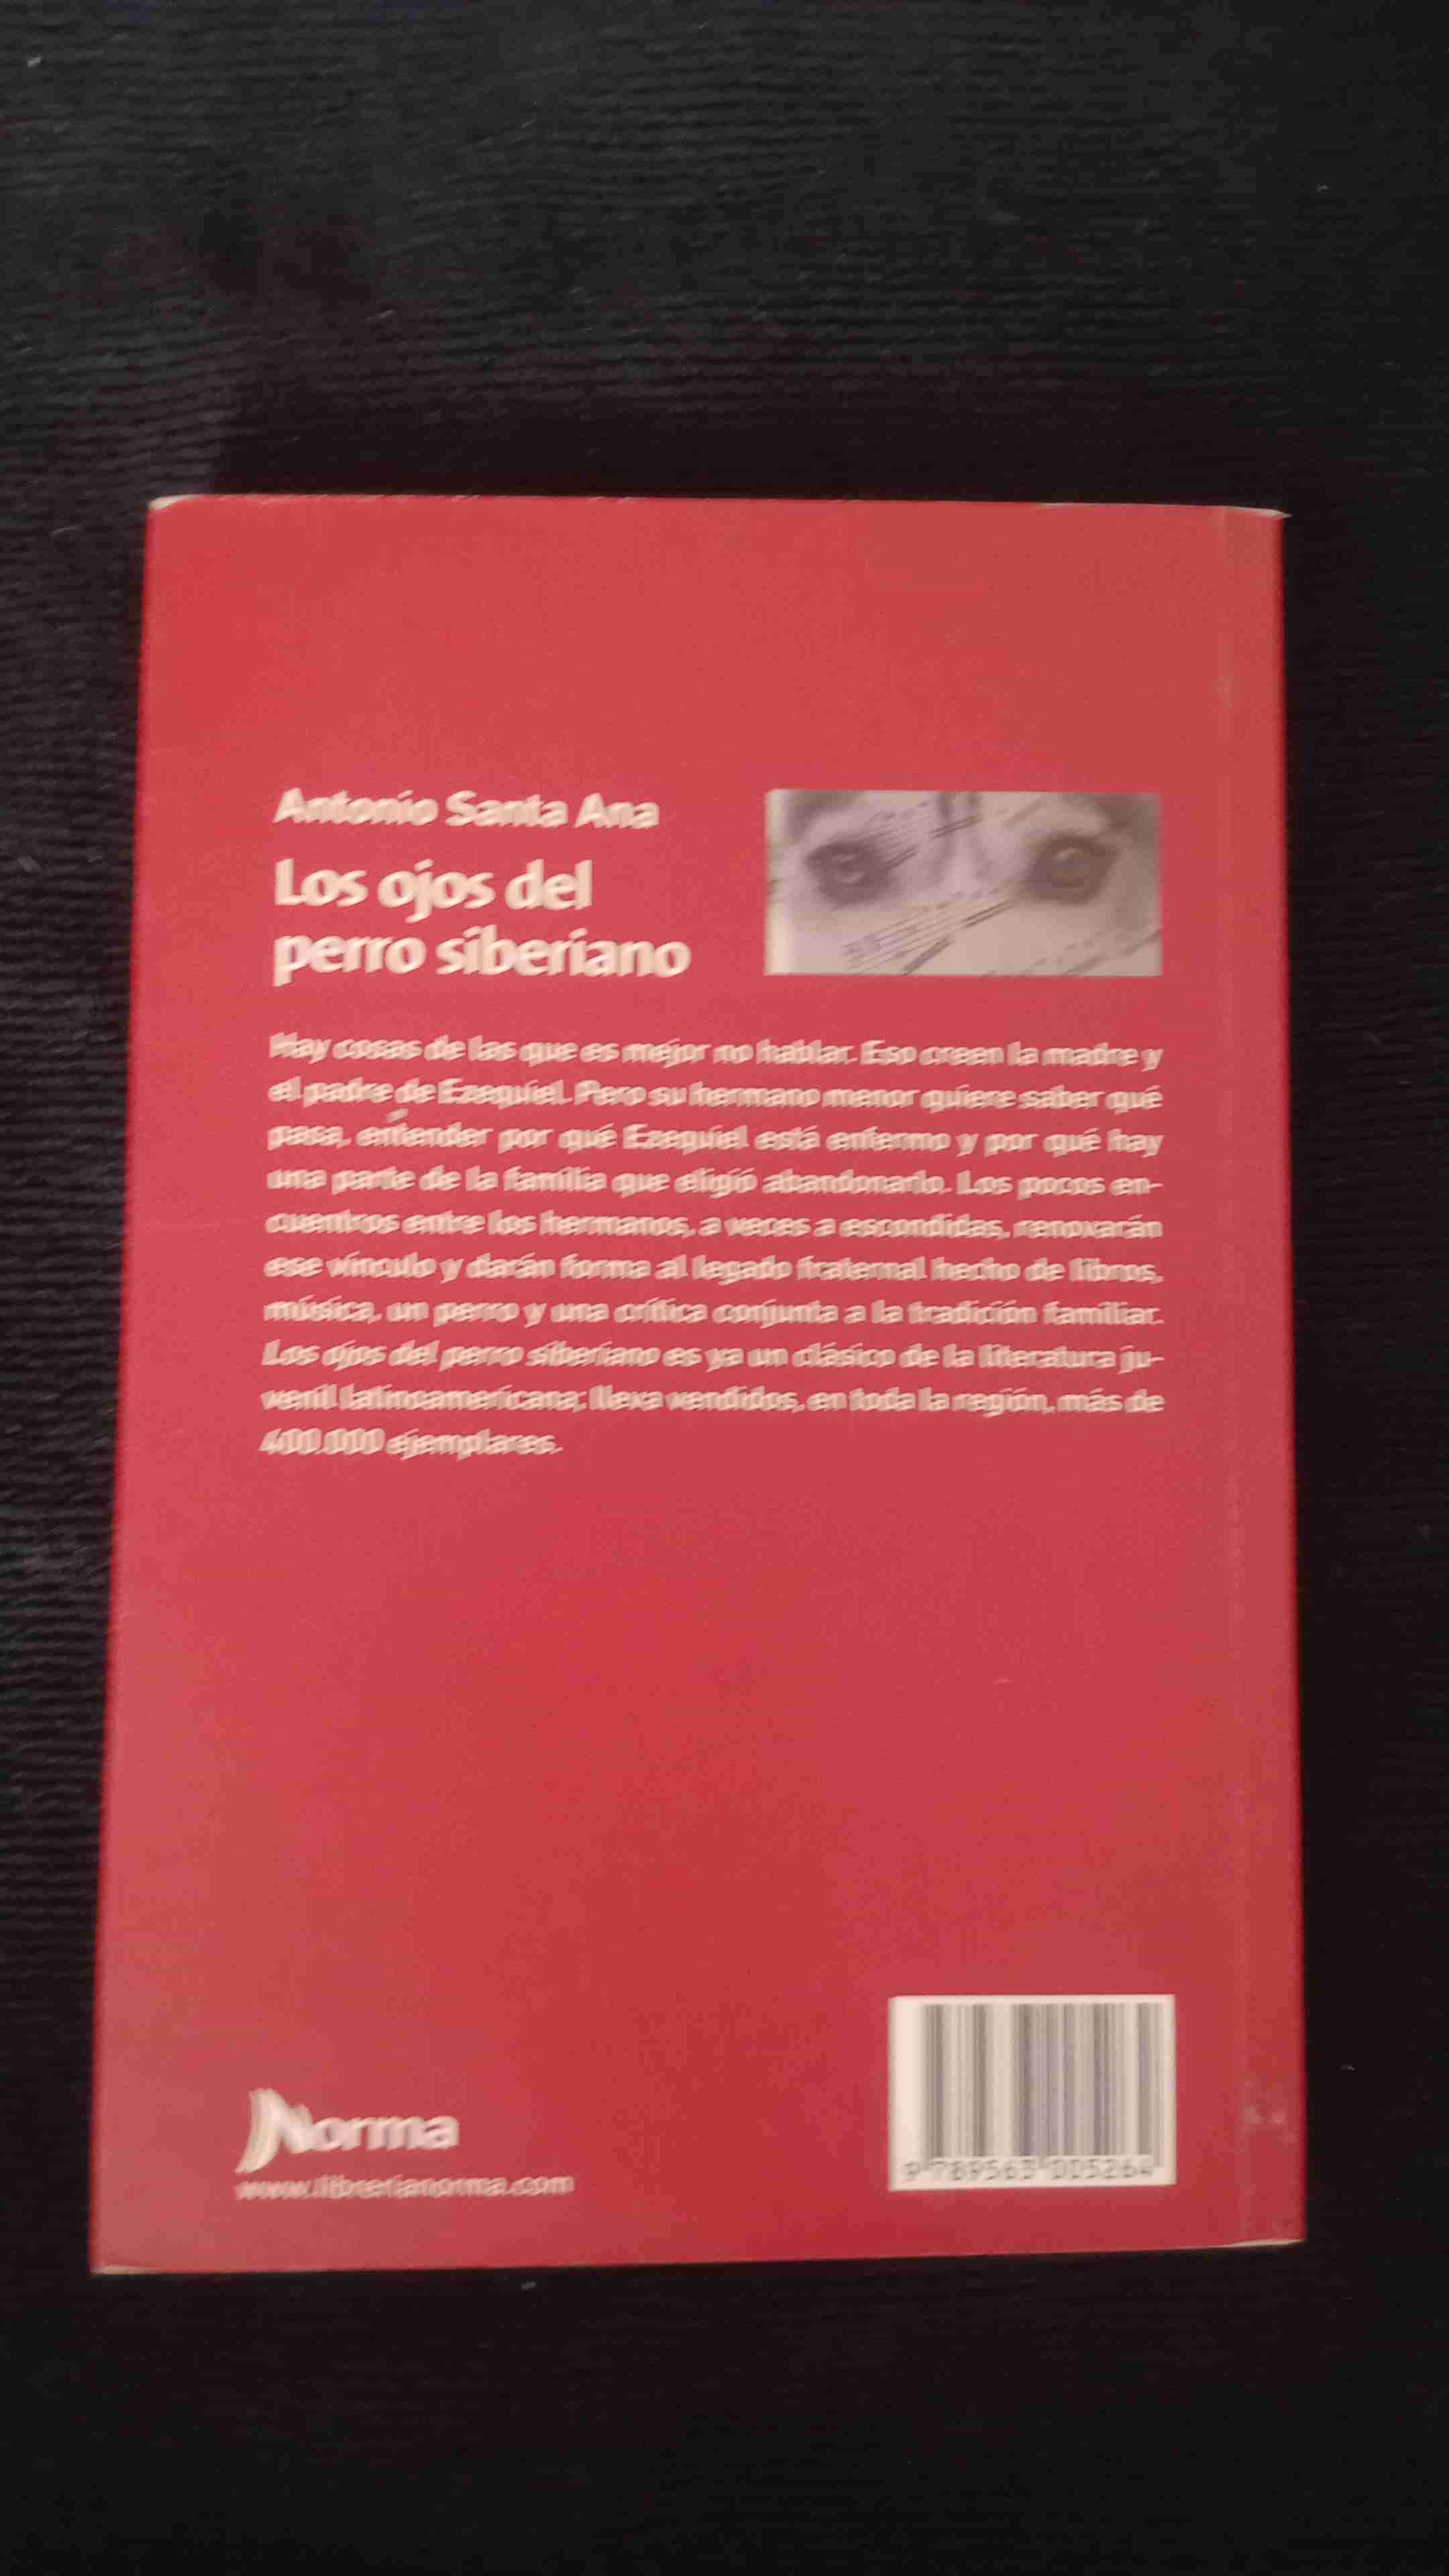 Antonio Santa Ana
Los ojos del
perro siberiano
Hay cosas de las que es mejor no hablar. Eso creen la madre y
el padre de Ezequiel. Pero su hermano menor quiere saber qué
pasa, entender por qué Ezequiel está enfermo y por qué hay
una parte de la familia que eligió abandonarlo. Los pocos en-
cuentros entre los hermanos, a veces a escondidas, renovarán
ese vínculo y darán forma al legado fraternal hecho de libros,
música, un perro y una crítica conjunta a la tradición familiar.
Los ojos del perro siberiano es ya un clásico de la literatura ju-
venil latinoamericana; lleva vendidos, en toda la región, más de
400.000 ejemplares.
Norma
www.librerianorma.com
9 789563 005264